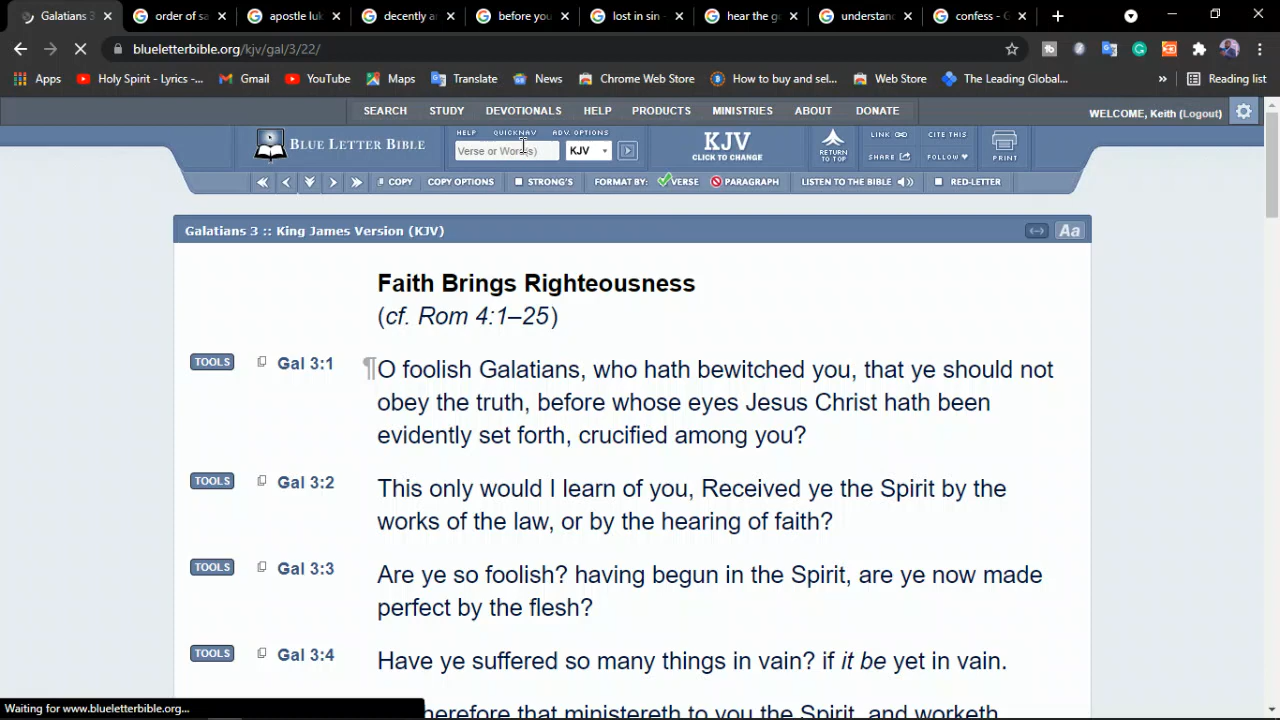 Galatians 3
order of sa
apostle luk
decently a
before you
lost in sin -
hear the g
understan
confess - G
blueletterbible.org/kjv/gal/3/22/
Apps
Holy Spirit - Lyrics -...
Gmail
YouTube
Maps
Translate
News
Chrome Web Store
How to buy and sel...
Web Store
The Leading Global...
»
Reading list
SEARCH STUDY DEVOTIONALS HELP PRODUCTS MINISTRIES ABOUT DONATE
WELCOME, Keith (Logout)
HELP QUICKNAV ADV. OPTIONS
BLUE LETTER BIBLE
Verse or Word(s)
KJV
KJV
CLICK TO CHANGE
RETURN
TO TOP
LINK
CITE THIS
SHARE
FOLLOW
PRINT
COPY COPY OPTIONS STRONG'S FORMAT BY: VERSE PARAGRAPH LISTEN TO THE BIBLE RED-LETTER
Galatians 3 :: King James Version (KJV)
Aa
Faith Brings Righteousness
(cf. Rom 4:1–25)
TOOLS Gal 3:1 ¶O foolish Galatians, who hath bewitched you, that ye should not
obey the truth, before whose eyes Jesus Christ hath been
evidently set forth, crucified among you?
TOOLS Gal 3:2 This only would I learn of you, Received ye the Spirit by the
works of the law, or by the hearing of faith?
TOOLS Gal 3:3 Are ye so foolish? having begun in the Spirit, are ye now made
perfect by the flesh?
TOOLS Gal 3:4 Have ye suffered so many things in vain? if it be yet in vain.
herefore that ministereth to you the Spirit, and worketh
Waiting for www.blueletterbible.org...